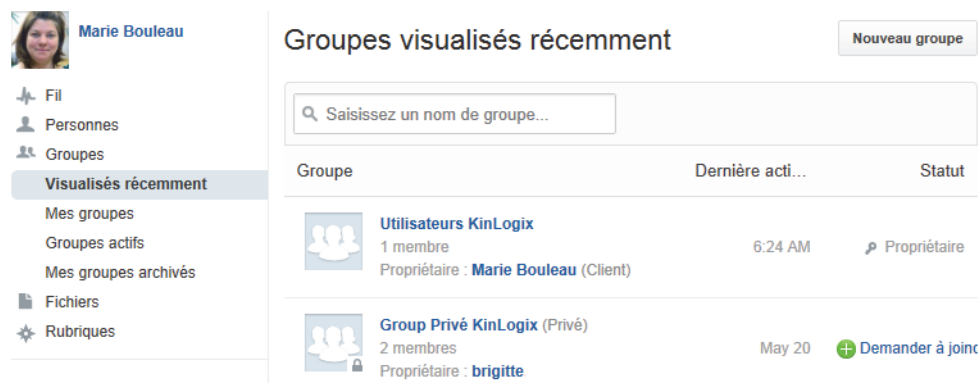 Marie Bouleau
Fil
Personnes
Groupes
Visualisés récemment
Mes groupes
Groupes actifs
Mes groupes archivés
Fichiers
Rubriques
Groupes visualisés récemment
Nouveau groupe
Saisissez un nom de groupe...
Groupe Dernière acti... Statut
Utilisateurs KinLogix
1 membre 6:24 AM Propriétaire
Propriétaire : Marie Bouleau (Client)
Group Privé KinLogix (Privé)
2 membres May 20 Demander à joind
Propriétaire : brigitte